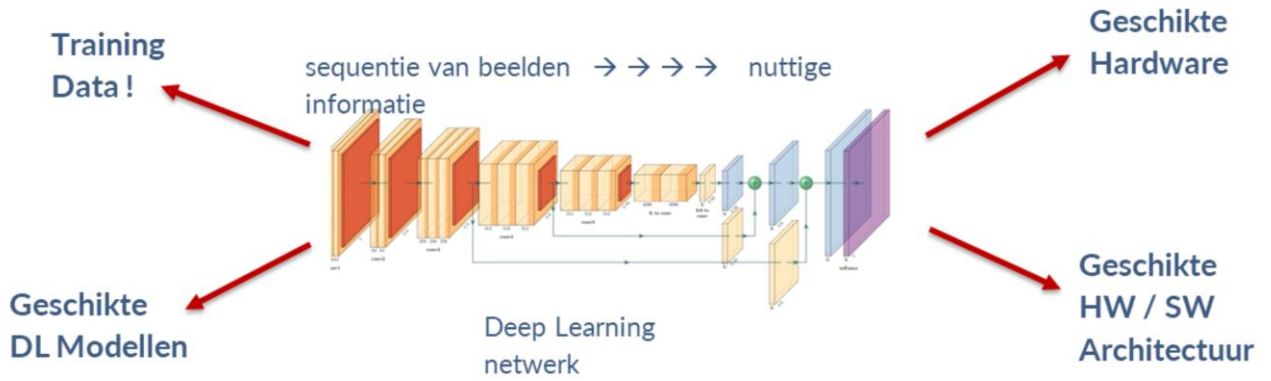 Training
Data !
sequentie van beelden → → → → nuttige
informatie
Geschikte
Hardware
Geschikte
DL Modellen
Deep Learning
netwerk
Geschikte
HW / SW
Architectuur